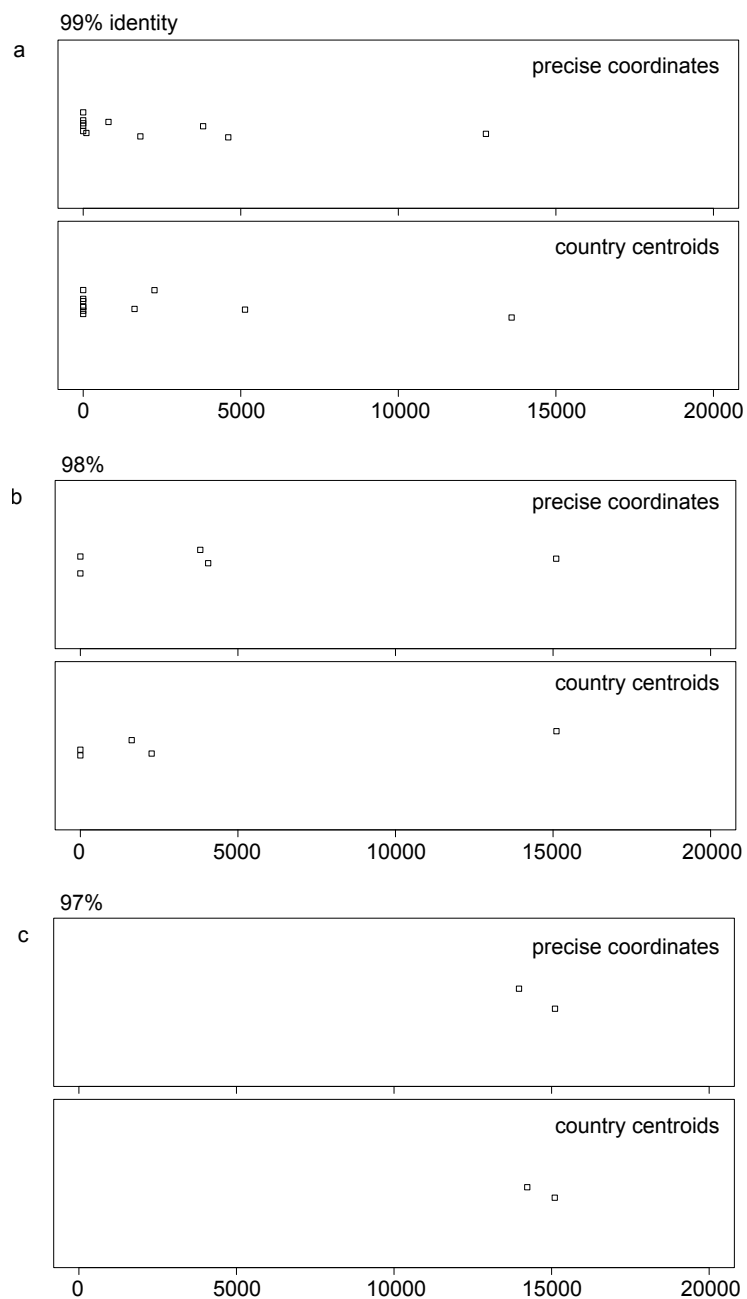 99% identity
a
precise coordinates
country centroids
0 5000 10000 15000 20000
98%
b
precise coordinates
country centroids
0 5000 10000 15000 20000
97%
c
precise coordinates
country centroids
0 5000 10000 15000 20000